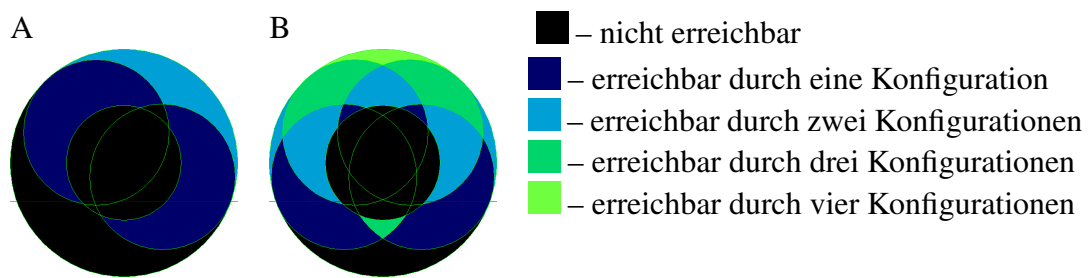 A
B
– nicht erreichbar
– erreichbar durch eine Konfiguration
– erreichbar durch zwei Konfigurationen
– erreichbar durch drei Konfigurationen
– erreichbar durch vier Konfigurationen